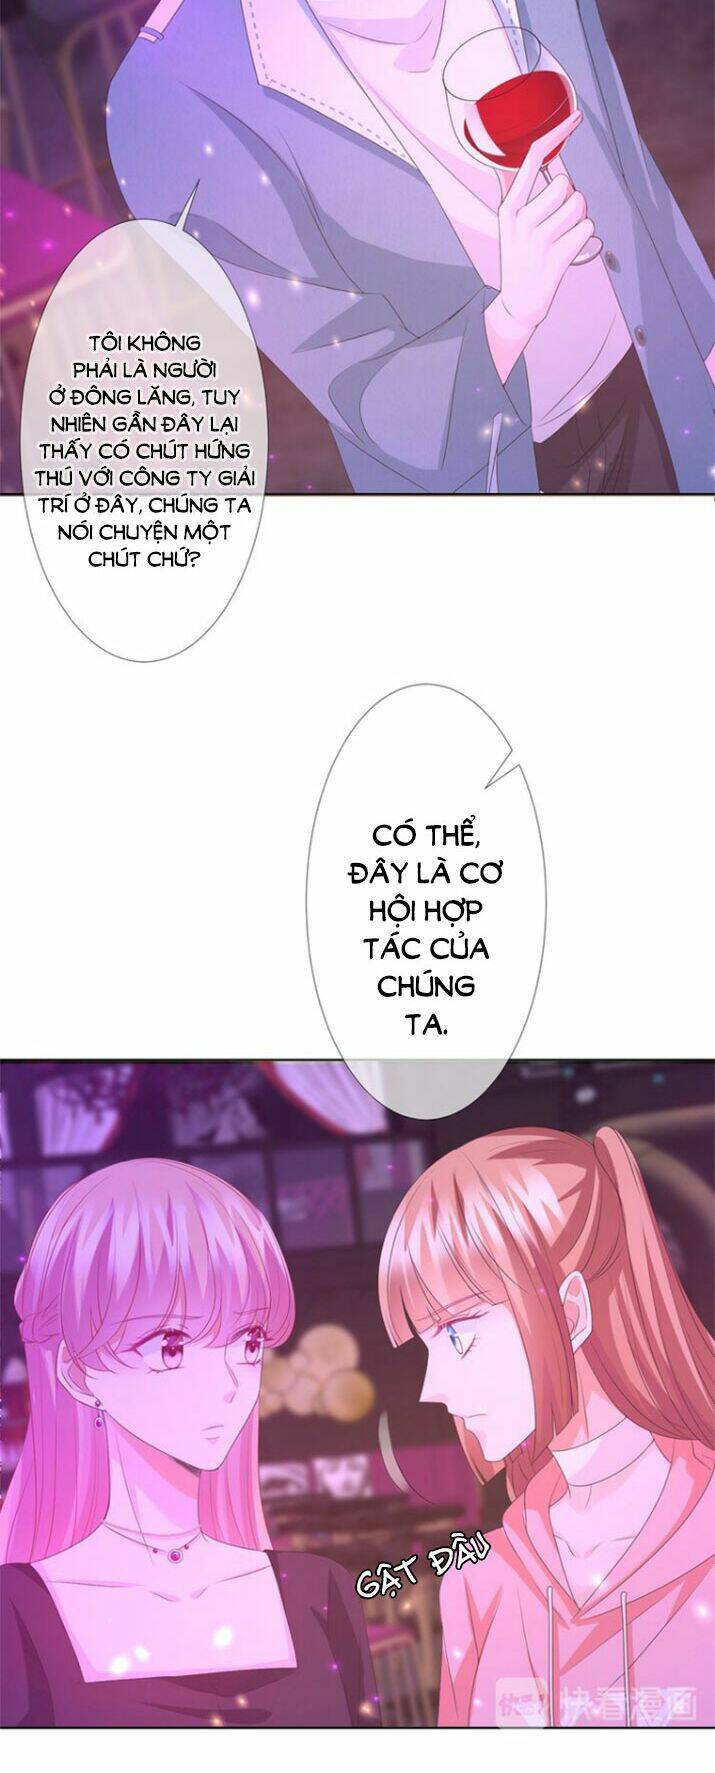 TÔI KHÔNG
PHẢI LÀ NGƯỜI
Ở ĐÔNG LĂNG, TUY
NHIÊN GẦN ĐÂY LẠI
THẤY CÓ CHÚT HỨNG
THÚ VỚI CÔNG TY GIẢI
TRÍ Ở ĐÂY, CHÚNG TA
NÓI CHUYỆN MỘT
CHÚT CHỨ?
CÓ THỂ,
ĐÂY LÀ CƠ
HỘI HỢP
TÁC CỦA
CHÚNG
TA.
GẬT ĐẦU
快看漫画